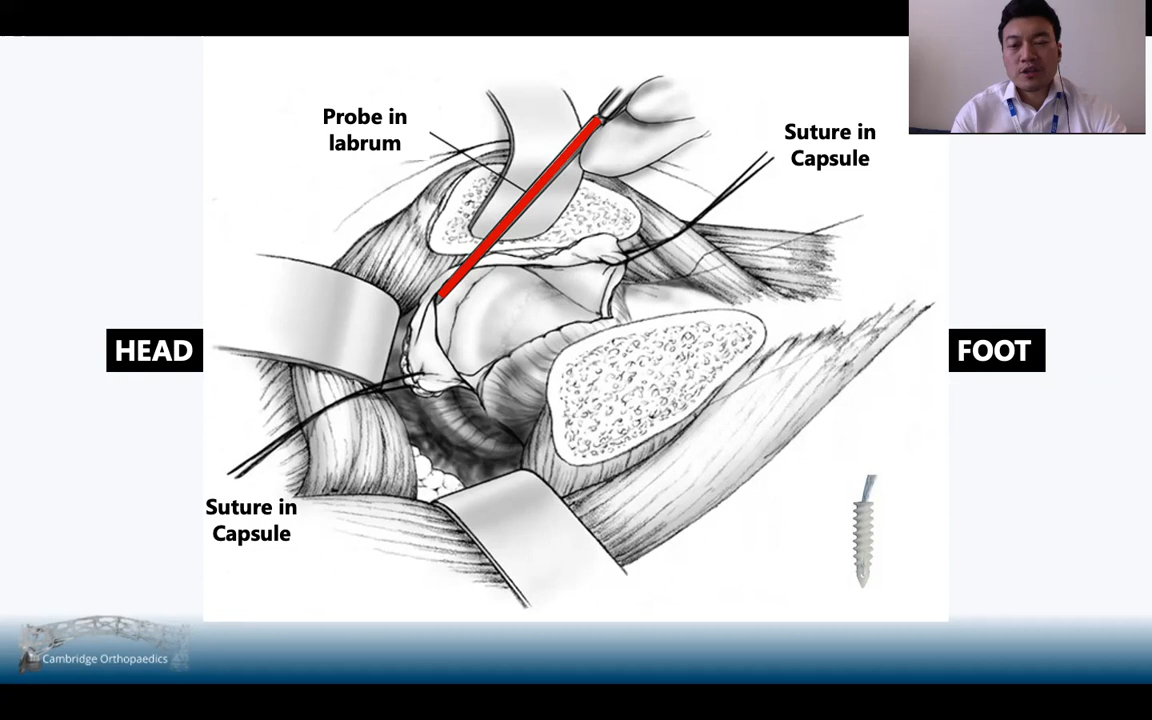 Probe in
labrum
Suture in
Capsule
HEAD
FOOT
Suture in
Capsule
Cambridge Orthopaedics